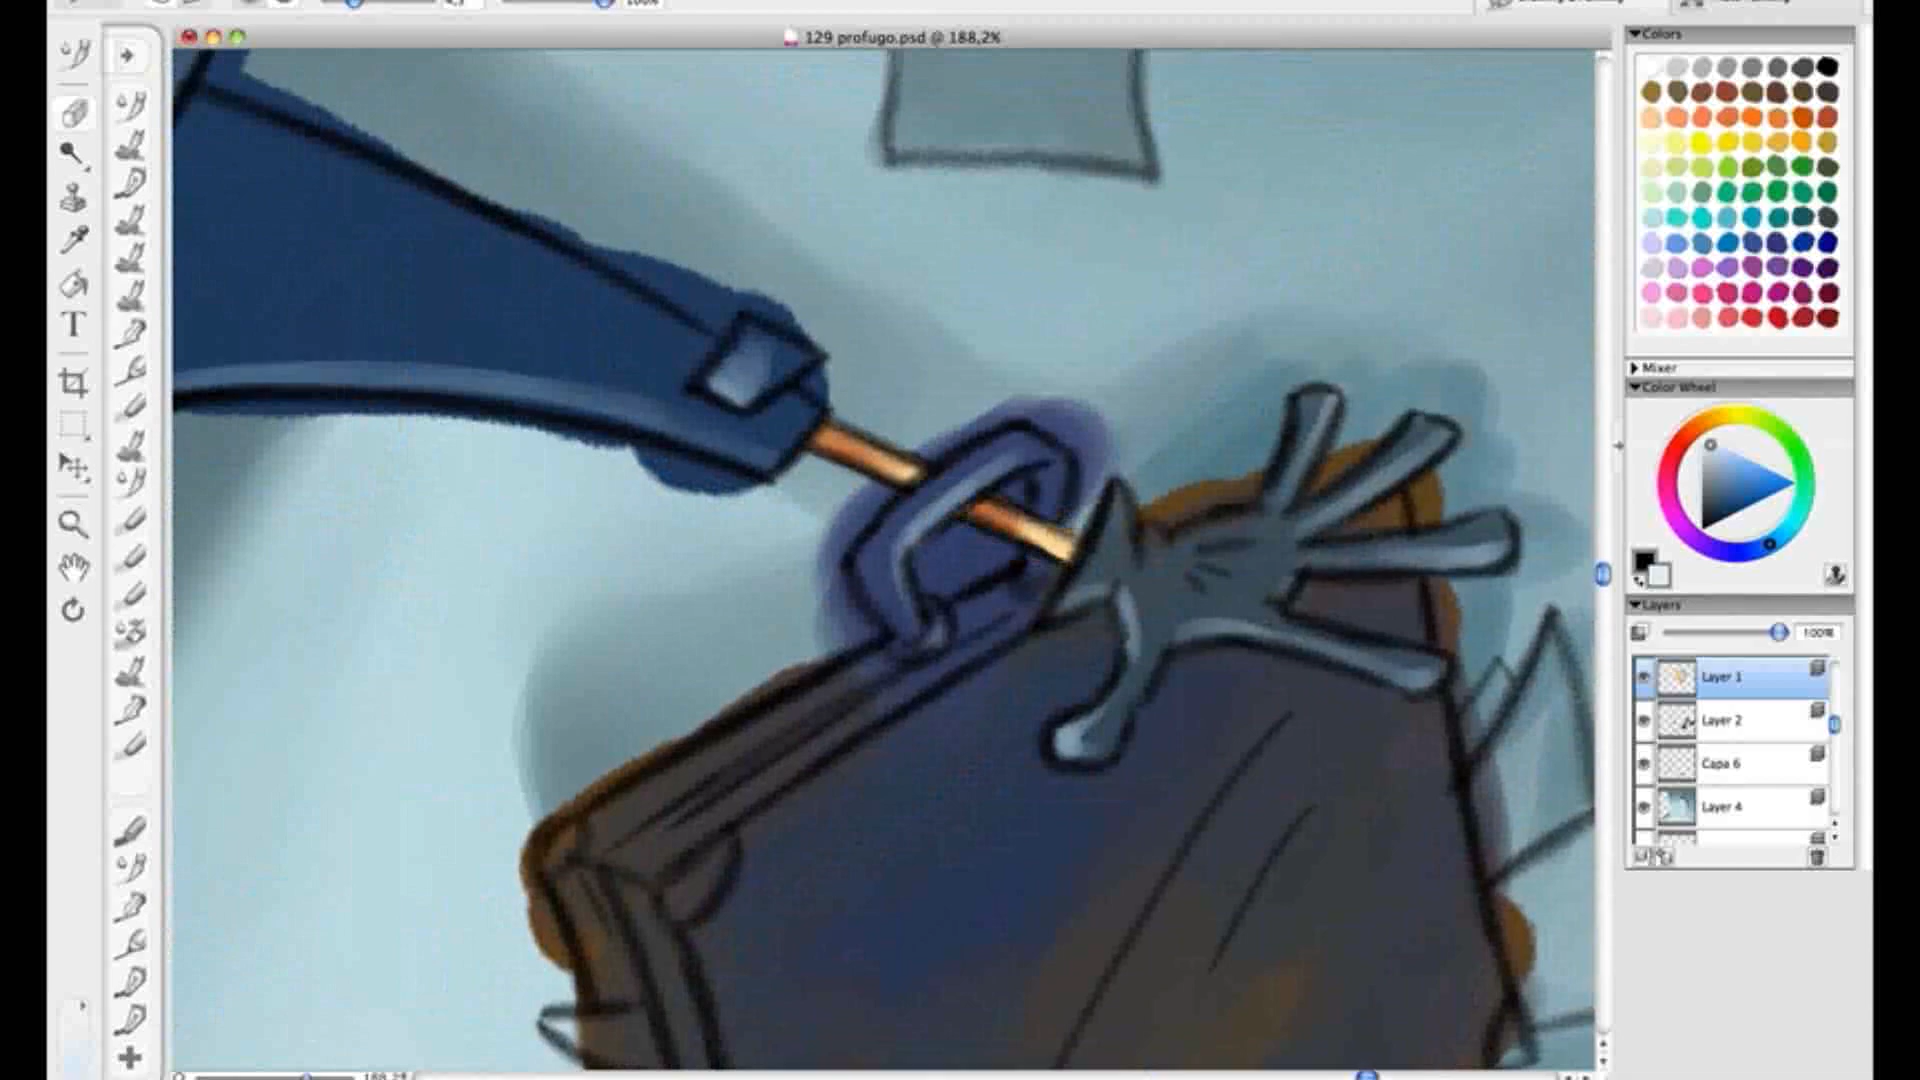 129 profugo.psd @ 188,2%
Colors
Mixer
Color Wheel
Layers
100%
Layer 1
Layer 2
Capa 6
Layer 4
T